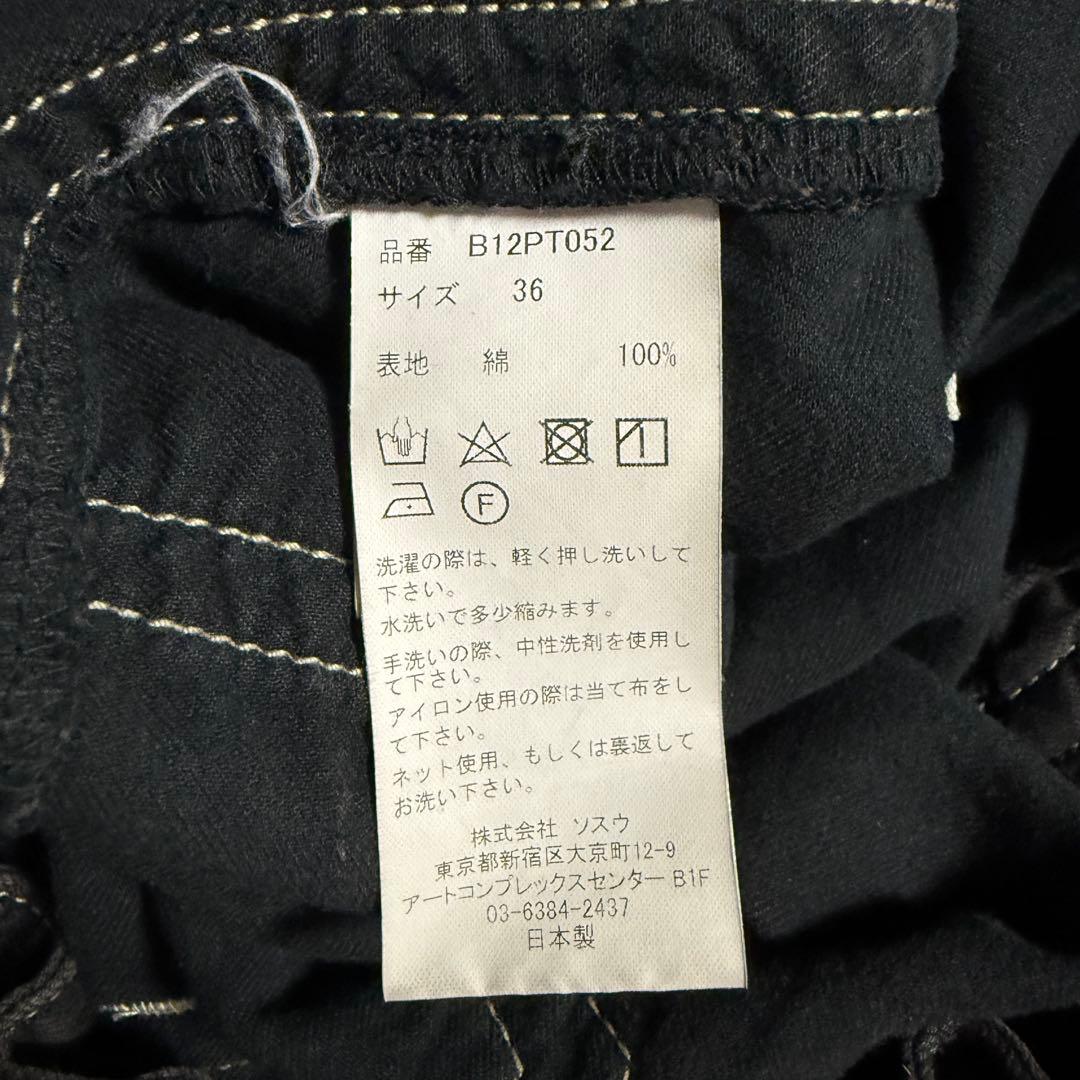 品番 B12PT052
サイズ 36
表地 綿 100%
F
洗濯の際は、軽く押し洗いして
下さい。
水洗いで多少縮みます。
手洗いの際、中性洗剤を使用し
て下さい。
アイロン使用の際は当て布をし
て下さい。
ネット使用、もしくは裏返して
お洗い下さい。
株式会社 ソスウ
東京都新宿区大京町12-9
アートコンプレックスセンター B1F
03-6384-2437
日本製